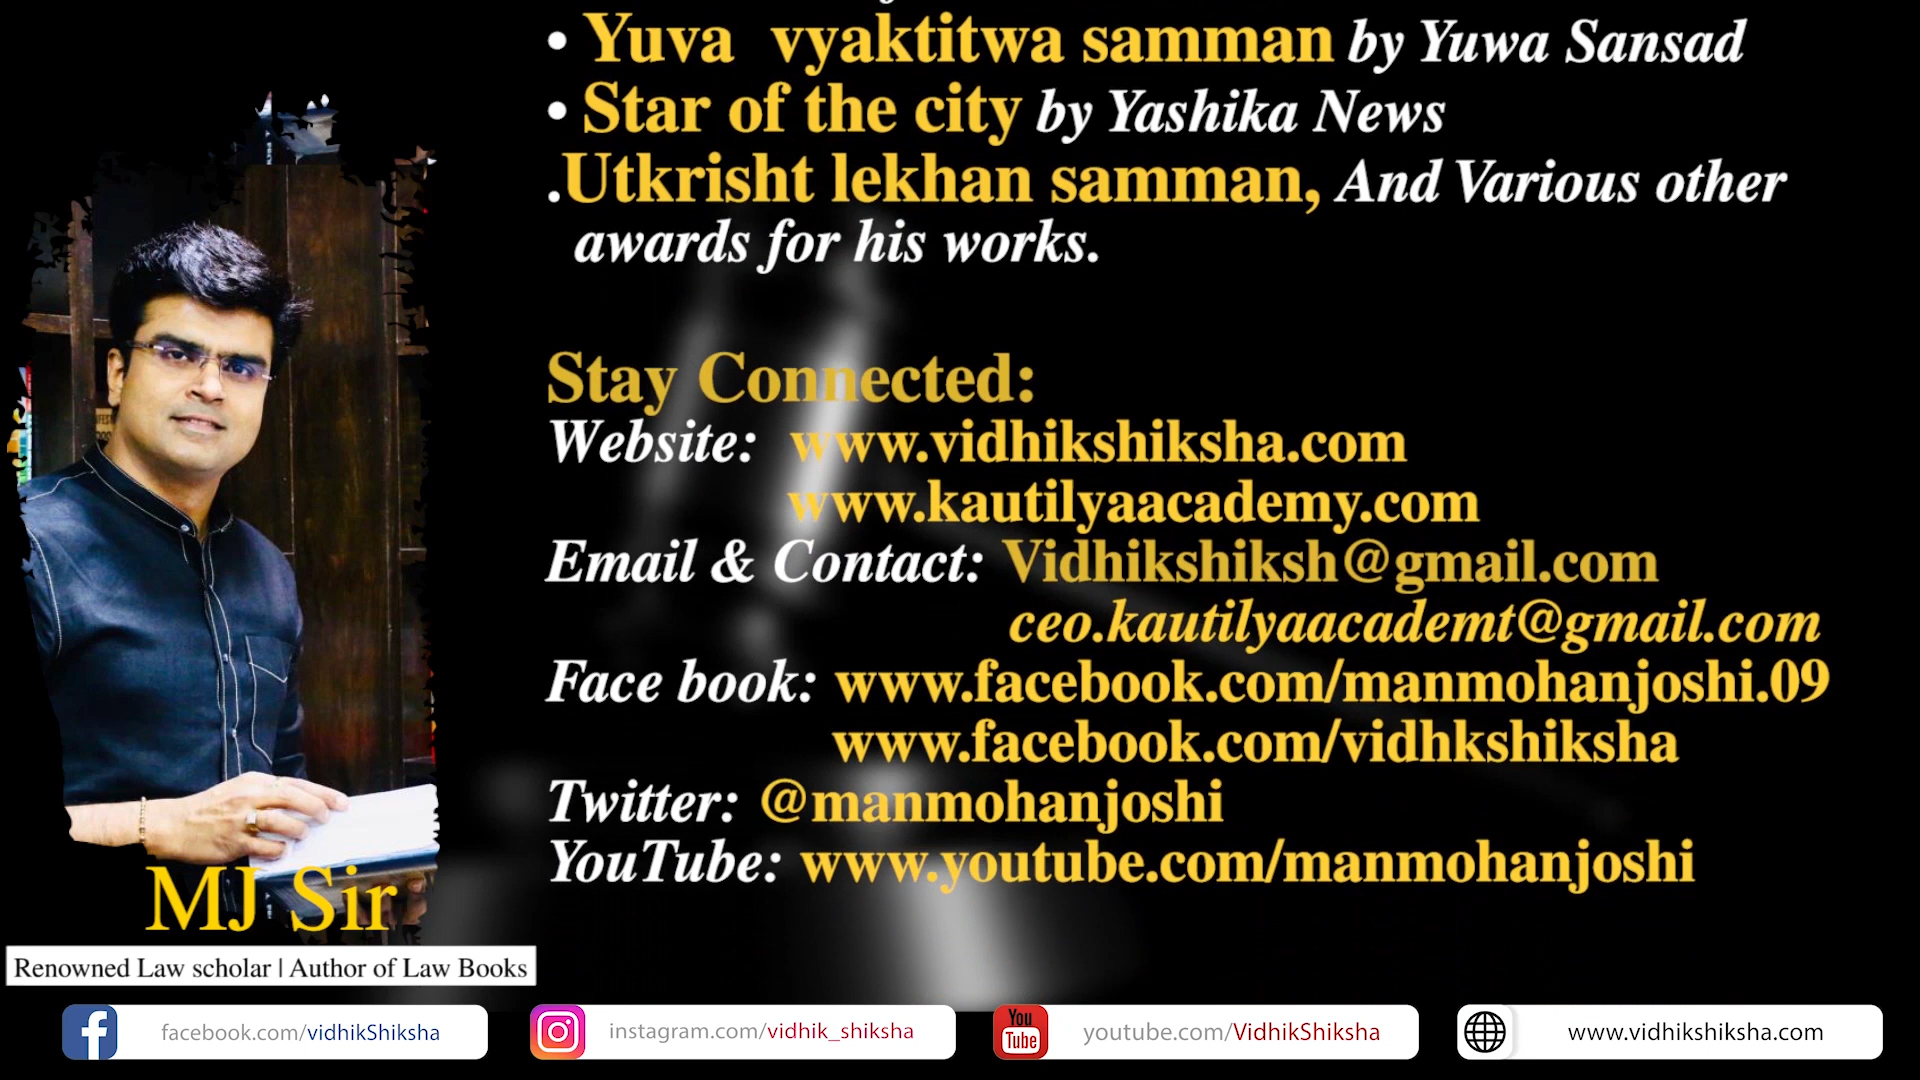 • Yuva vyaktitwa samman by Yuwa Sansad
• Star of the city by Yashika News
.Utkrisht lekhan samman, And Various other
awards for his works.
Stay Connected:
Website: www.vidhikshiksha.com
www.kautilyaacademy.com
Email & Contact: Vidhikshiksh@gmail.com
ceo.kautilyaacademt@gmail.com
Face book: www.facebook.com/manmohanjoshi.09
www.facebook.com/vidhkshiksha
Twitter: @manmohanjoshi
YouTube: www.youtube.com/manmohanjoshi
MJ Sir
Renowned Law scholar | Author of Law Books
facebook.com/vidhikShiksha
instagram.com/vidhik_shiksha
You Tube
youtube.com/VidhikShiksha
www.vidhikshiksha.com